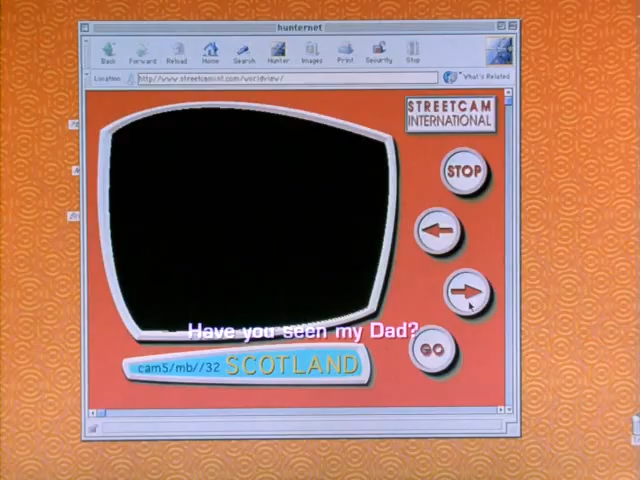 hunternet
Back Forward Reload Home Search Hunter Images Print Security Stop
Location http://www.streetcamint.com/worldview/ What's Related
STREETCAM
INTERNATIONAL
STOP
Have you seen my Dad?
GO
cam5/mb//32 SCOTLAND